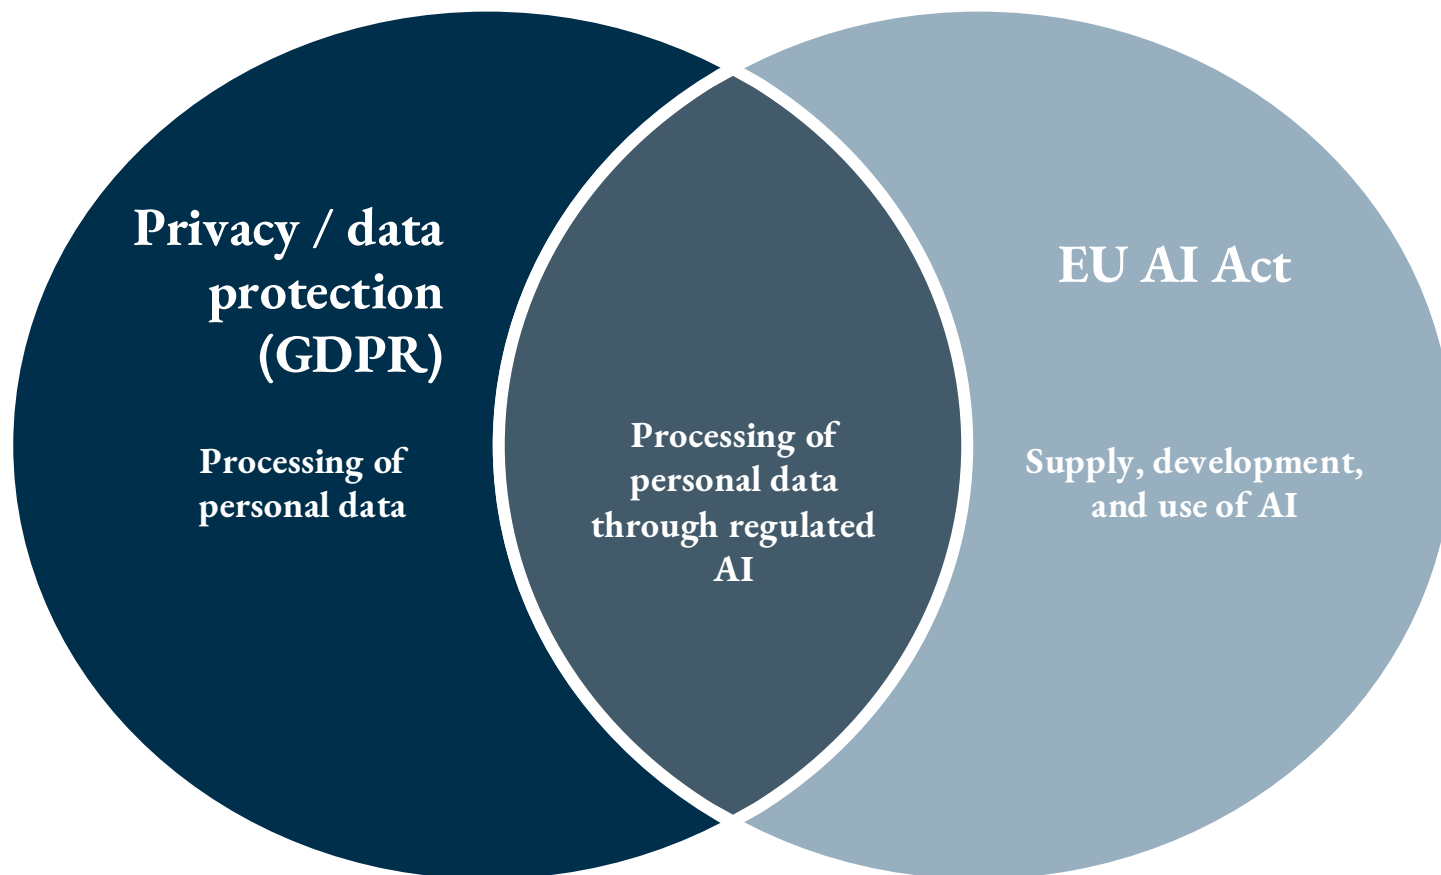 Privacy / data
protection
(GDPR)
Processing of
personal data
Processing of
personal data
through regulated
AI
EU AI Act
Supply, development,
and use of AI